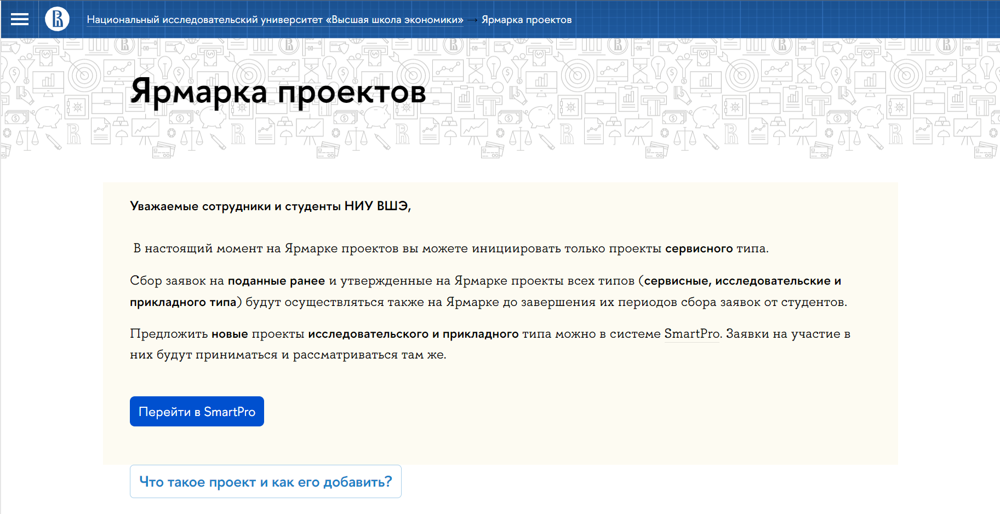 Национальный исследовательский университет «Высшая школа экономики» → Ярмарка проектов
Ярмарка проектов
Уважаемые сотрудники и студенты НИУ ВШЭ,
В настоящий момент на Ярмарке проектов вы можете инициировать только проекты сервисного типа.
Сбор заявок на поданные ранее и утвержденные на Ярмарке проекты всех типов (сервисные, исследовательские и
прикладного типа) будут осуществляться также на Ярмарке до завершения их периодов сбора заявок от студентов.
Предложить новые проекты исследовательского и прикладного типа можно в системе SmartPro. Заявки на участие в
них будут приниматься и рассматриваться там же.
Перейти в SmartPro
Что такое проект и как его добавить?